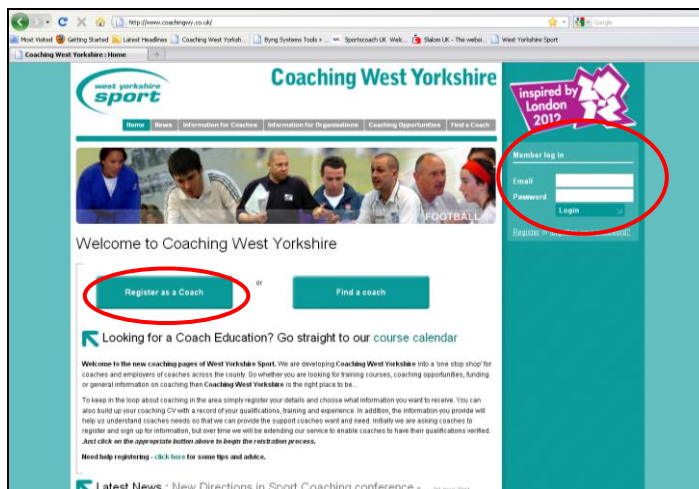 http://www.coachingwy.co.uk/
Google
Most Visited Getting Started Latest Headlines Coaching West Yorksh... Byng Systems Tools » ... Sportscoach UK Welc... Slalom UK - The websi... West Yorkshire Sport
Coaching West Yorkshire : Home
west yorkshire
sport
Coaching West Yorkshire
inspired by
London
2012
Home News Information for Coaches Information for Organisations Coaching Opportunities Find a Coach
Member log in
Email
Password
Login
Register or
FOOTBALL
Welcome to Coaching West Yorkshire
Register as a Coach
or
Find a coach
Looking for a Coach Education? Go straight to our course calendar
Welcome to the new coaching pages of West Yorkshire Sport. We are developing Coaching West Yorkshire into a 'one stop shop' for
coaches and employers of coaches across the county. So whether you are looking for training courses, coaching opportunities, funding
or general information on coaching then Coaching West Yorkshire is the right place to be...
To keep in the loop about coaching in the area simply register your details and choose what information you want to receive. You can
also build up your coaching CV with a record of your qualifications, training and experience. In addition, the information you provide will
help us understand coaches needs so that we can provide the support coaches want and need. Initially we are asking coaches to
register and sign up for information, but over time we will be extending our service to enable coaches to have their qualifications verified.
Just click on the appropriate button above to begin the reistration process.
Need help registering - click here for some tips and advice.
Latest News : New Directions in Sport Coaching conference -